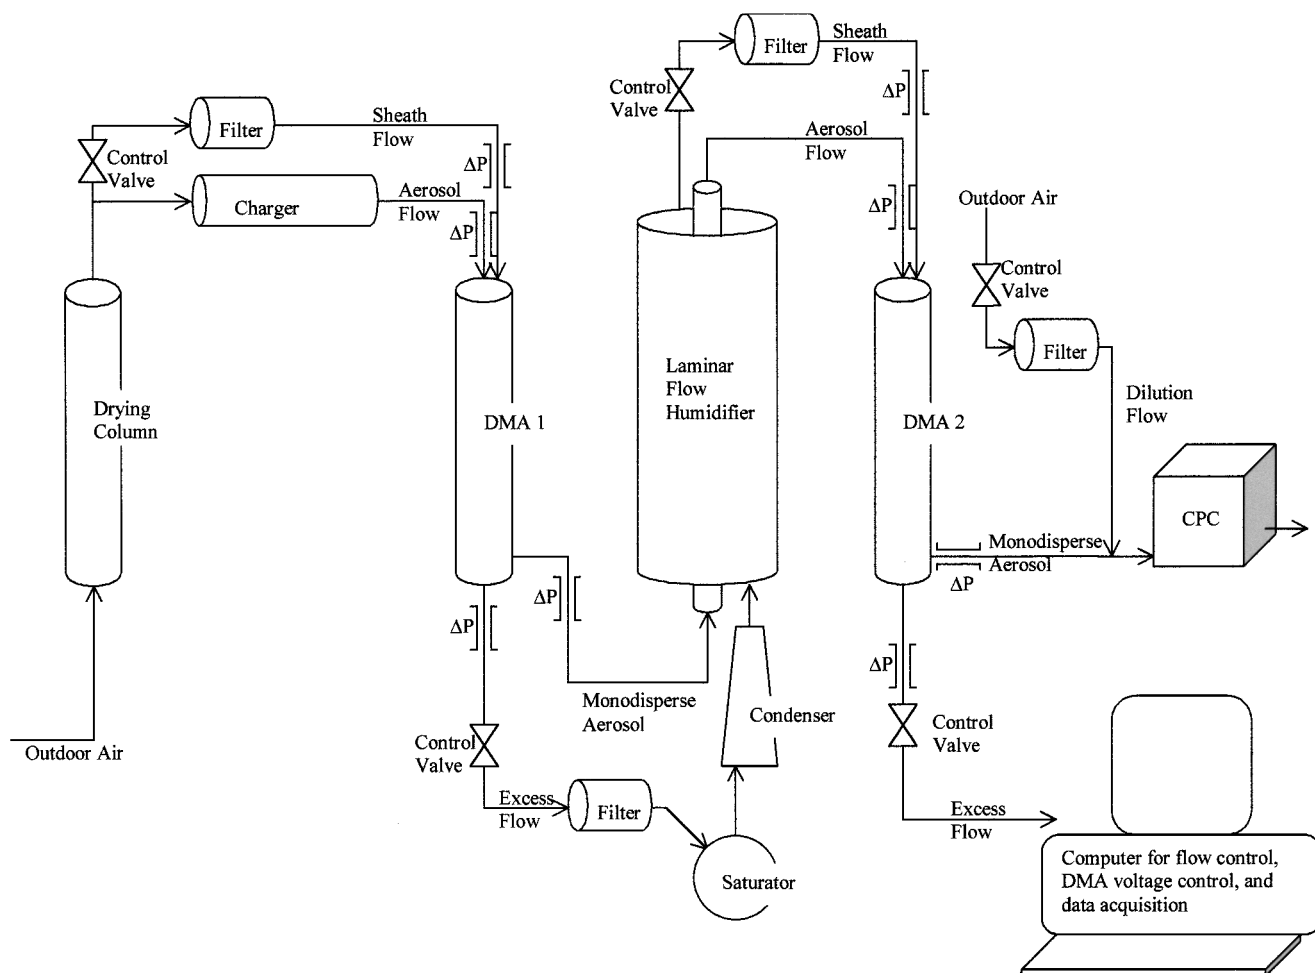 Filter
Sheath
Flow
Control
Valve
ΔP
Aerosol
Flow
ΔP
Outdoor Air
Control
Valve
Filter
Dilution
Flow
Filter
Sheath
Flow
Control
Valve
ΔP
Charger
Aerosol
Flow
ΔP
Drying
Column
DMA 1
Laminar
Flow
Humidifier
DMA 2
CPC
Monodisperse
Aerosol
ΔP
ΔP
ΔP
Monodisperse
Aerosol
Condenser
ΔP
Control
Valve
Outdoor Air
Control
Valve
Excess
Flow
Filter
Saturator
Excess
Flow
Computer for flow control,
DMA voltage control, and
data acquisition